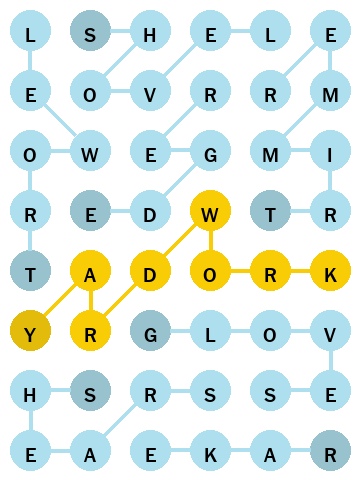 L S H E L E
E O V R R M
O W E G M I
R E D W T R
T A D O R K
Y R G L O V
H S R S S E
E A E K A R